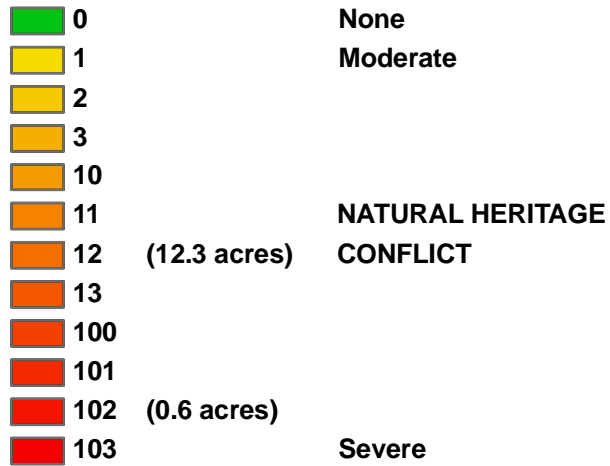 0 None
1 Moderate
2
3
10
11 NATURAL HERITAGE
12 (12.3 acres) CONFLICT
13
100
101
102 (0.6 acres)
103 Severe